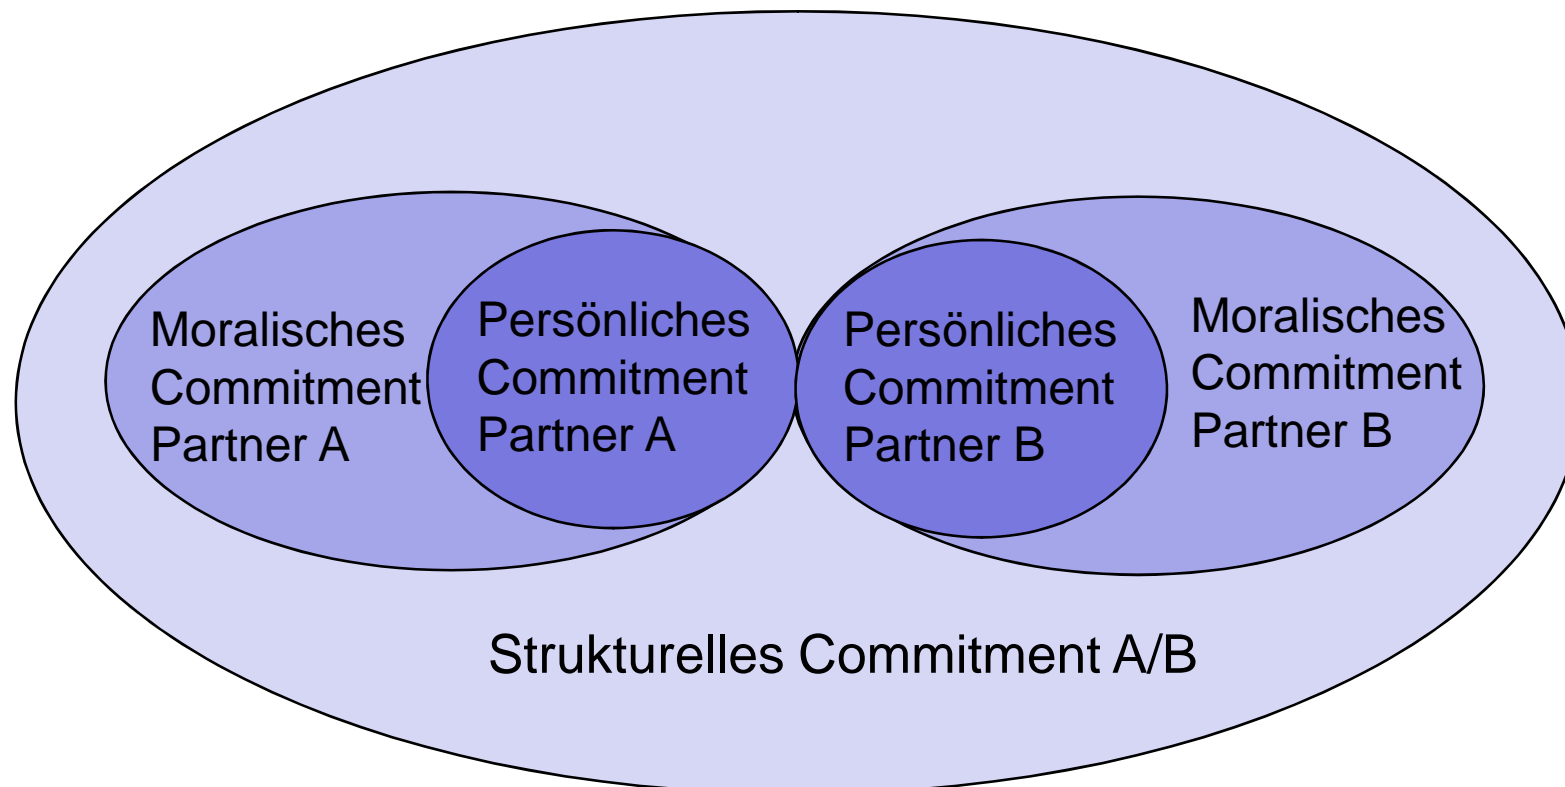 Moralisches
Commitment
Partner A
Persönliches
Commitment
Partner A
Persönliches
Commitment
Partner B
Moralisches
Commitment
Partner B
Strukturelles Commitment A/B